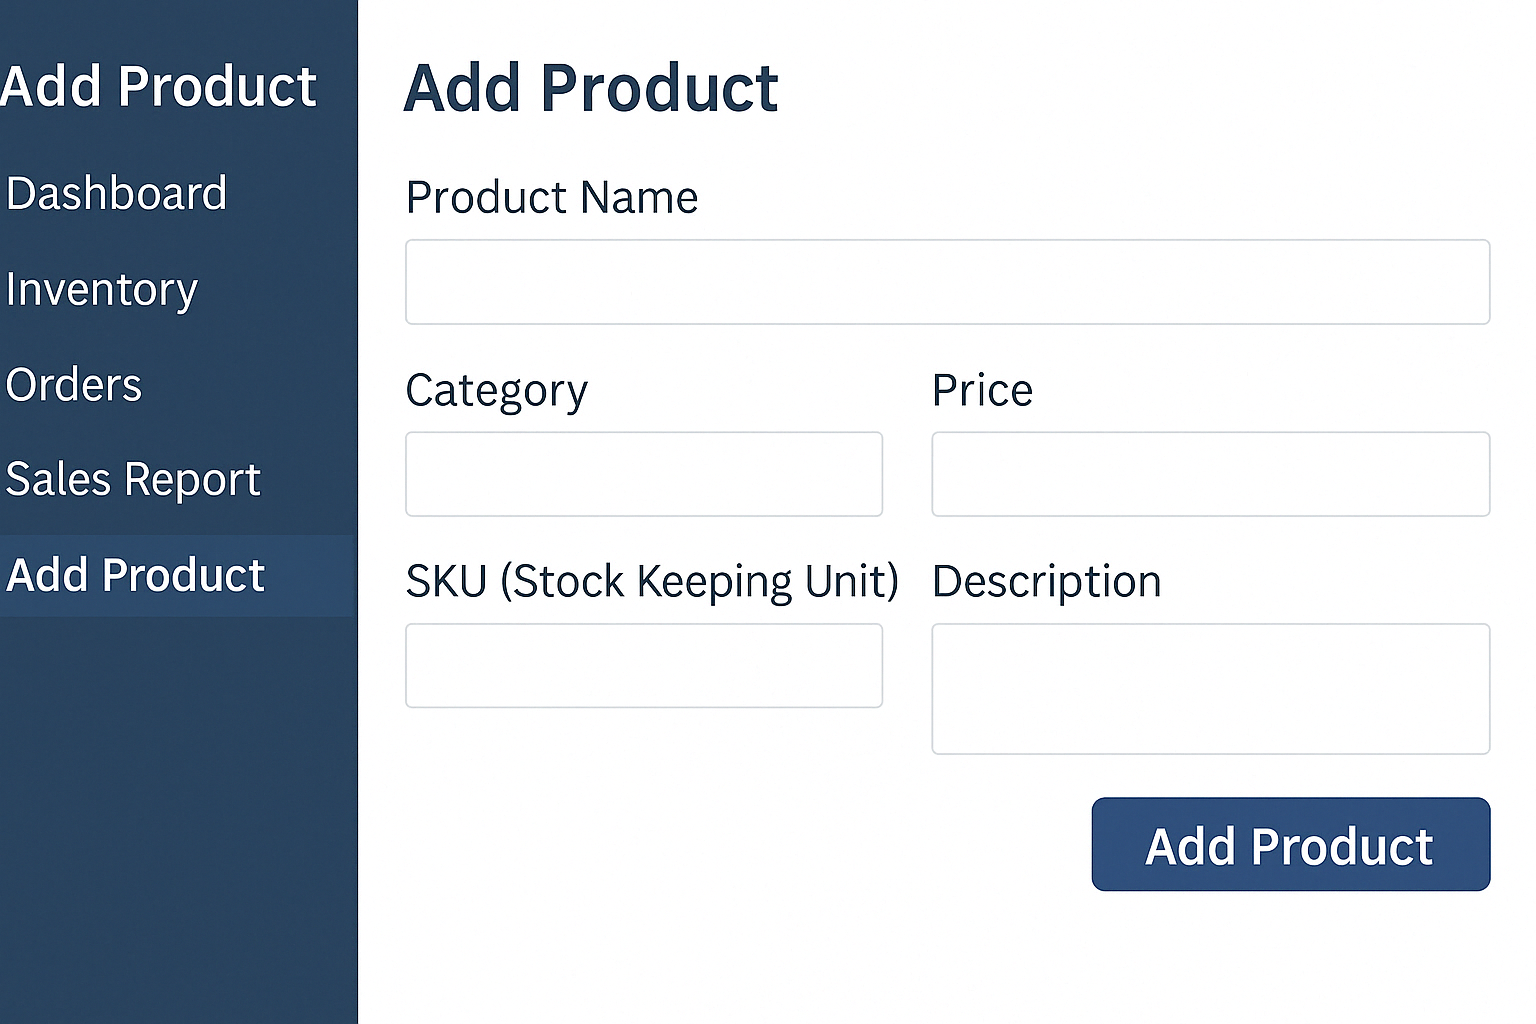 Add Product
Dashboard
Inventory
Orders
Sales Report
Add Product
Add Product
Product Name
Category
Price
SKU (Stock Keeping Unit)
Description
Add Product